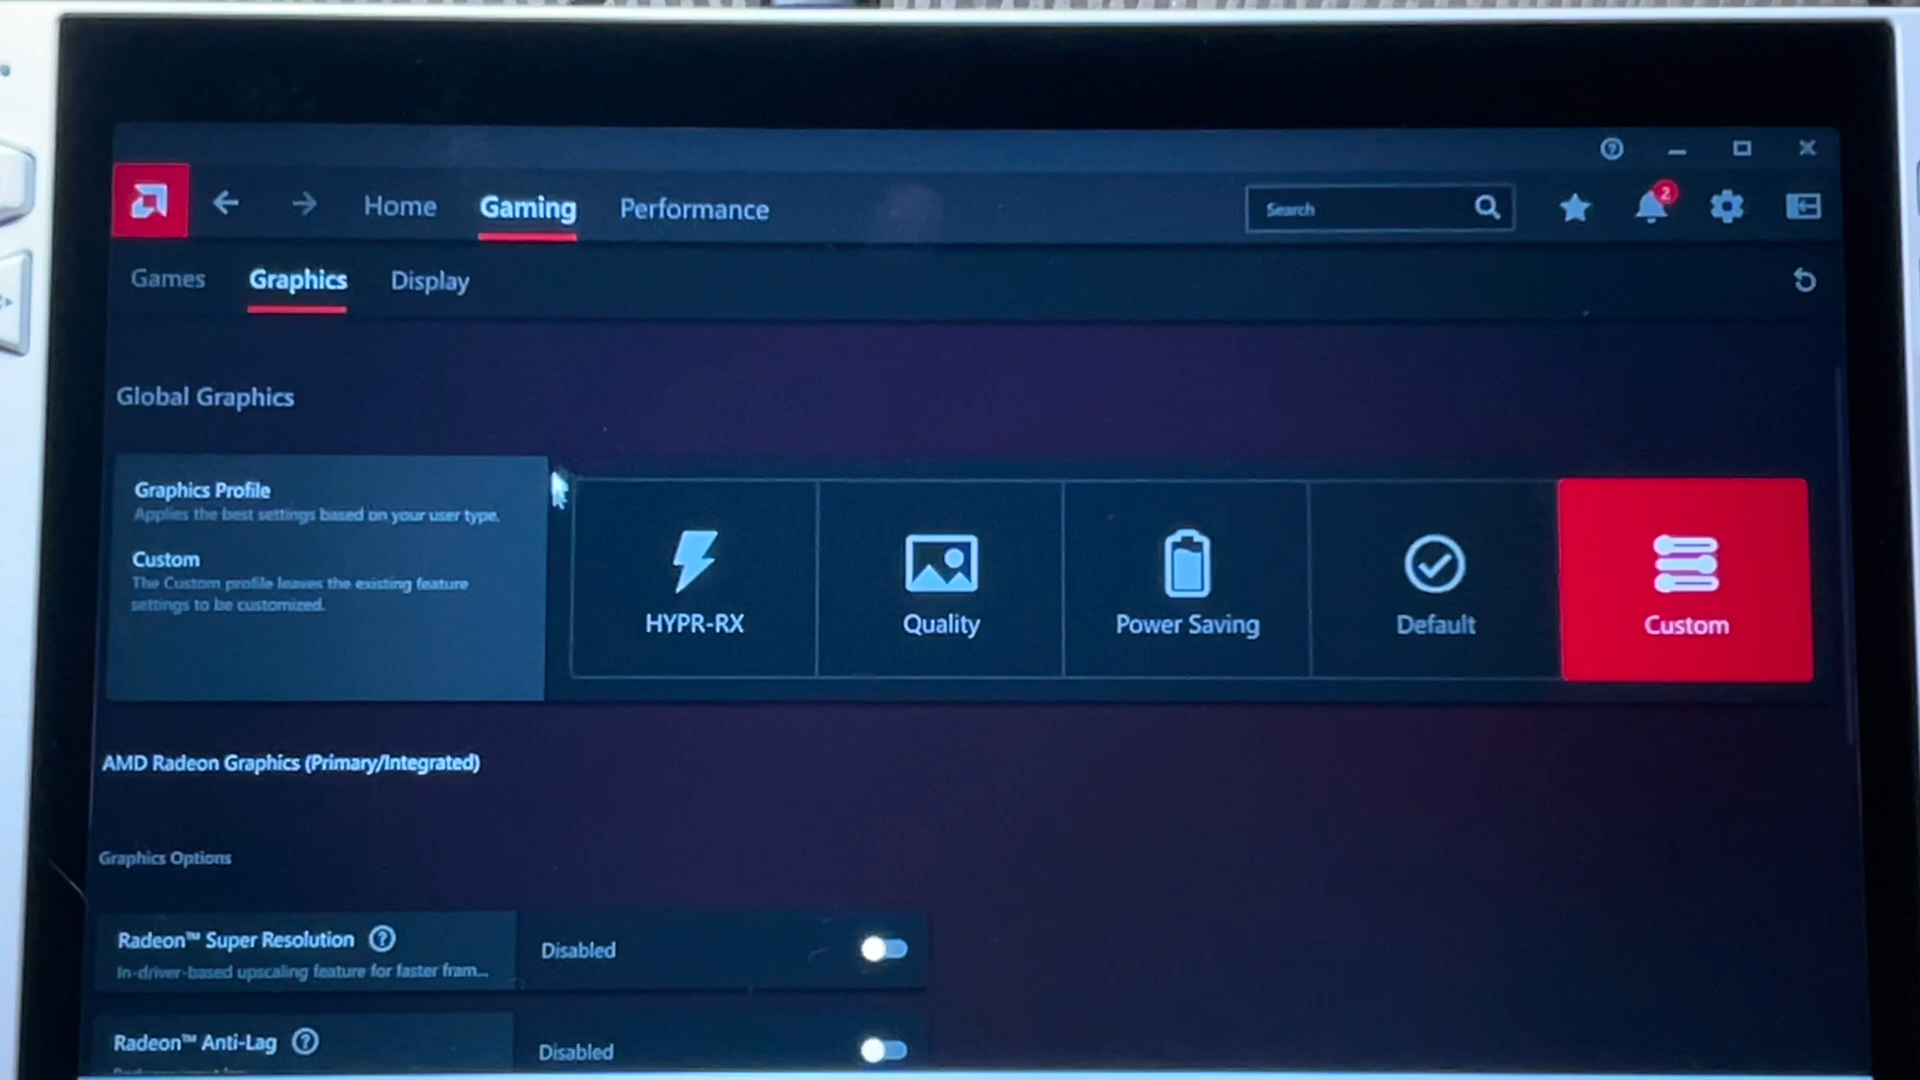 Home
Gaming
Performance
Search
2
Games
Graphics
Display
Global Graphics
Graphics Profile
Applies the best settings based on your user type.
Custom
The Custom profile leaves the existing feature
settings to be customized.
HYPR-RX
Quality
Power Saving
Default
Custom
AMD Radeon Graphics (Primary/Integrated)
Graphics Options
Radeon™ Super Resolution
Disabled
In-driver-based upscaling feature for faster fram...
Radeon™ Anti-Lag
Disabled